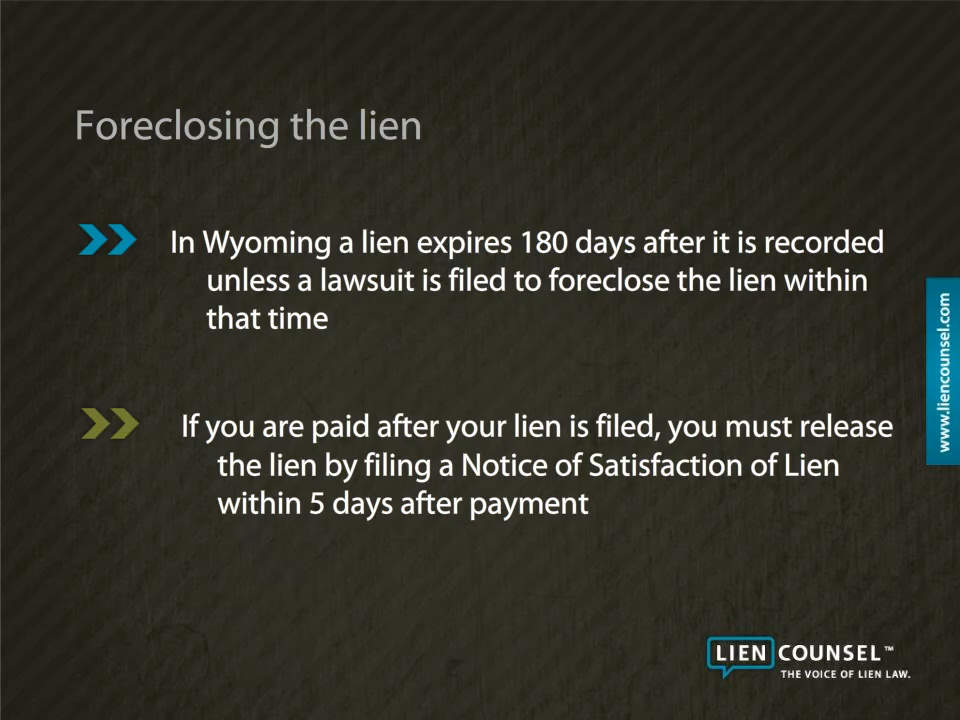 Foreclosing the lien
In Wyoming a lien expires 180 days after it is recorded
unless a lawsuit is filed to foreclose the lien within
that time
If you are paid after your lien is filed, you must release
the lien by filing a Notice of Satisfaction of Lien
within 5 days after payment
www.liencounsel.com
LIEN COUNSEL™
THE VOICE OF LIEN LAW.